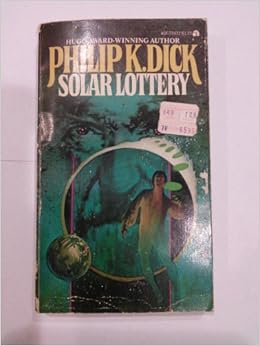 HUGO AWARD-WINNING AUTHOR
PHILIP K. DICK
SOLAR LOTTERY